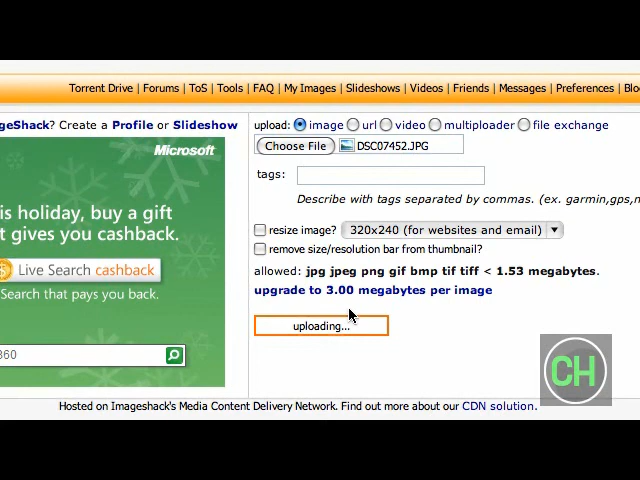 Torrent Drive | Forums | ToS | Tools | FAQ | My Images | Slideshows | Videos | Friends | Messages | Preferences | Blo
ageShack? Create a Profile or Slideshow
upload: image url video multiploader file exchange
Microsoft
Choose File DSC07452.JPG
tags:
Describe with tags separated by commas. (ex. garmin,gps,n
is holiday, buy a gift
t gives you cashback.
resize image? 320x240 (for websites and email)
remove size/resolution bar from thumbnail?
Live Search cashback
Search that pays you back.
allowed: jpg jpeg png gif bmp tif tiff < 1.53 megabytes.
upgrade to 3.00 megabytes per image
uploading...
360
CH
Hosted on Imageshack's Media Content Delivery Network. Find out more about our CDN solution.